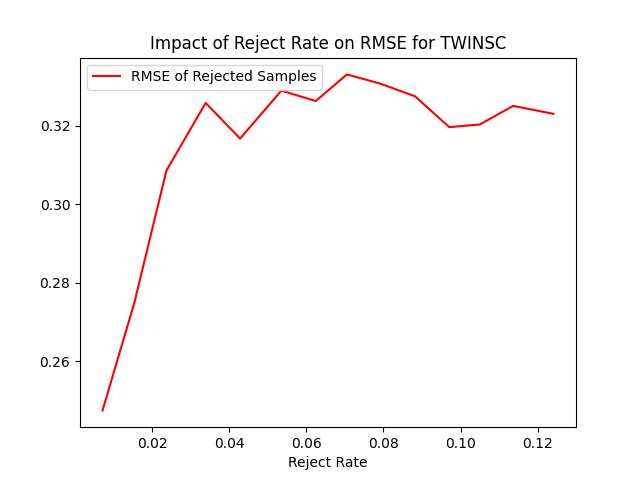 Impact of Reject Rate on RMSE for TWINSC
RMSE of Rejected Samples
0.32
0.30
0.28
0.26
0.02 0.04 0.06 0.08 0.10 0.12
Reject Rate